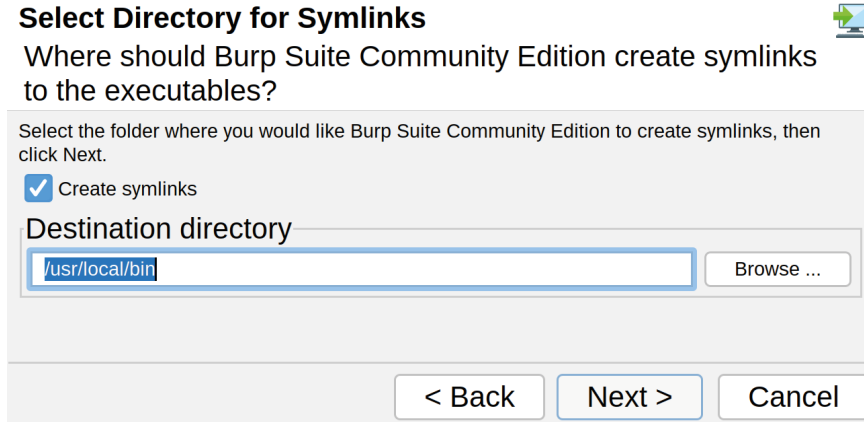 Select Directory for Symlinks
Where should Burp Suite Community Edition create symlinks
to the executables?
Select the folder where you would like Burp Suite Community Edition to create symlinks, then
click Next.
Create symlinks
Destination directory
/usr/local/bin
Browse ...
< Back
Next >
Cancel